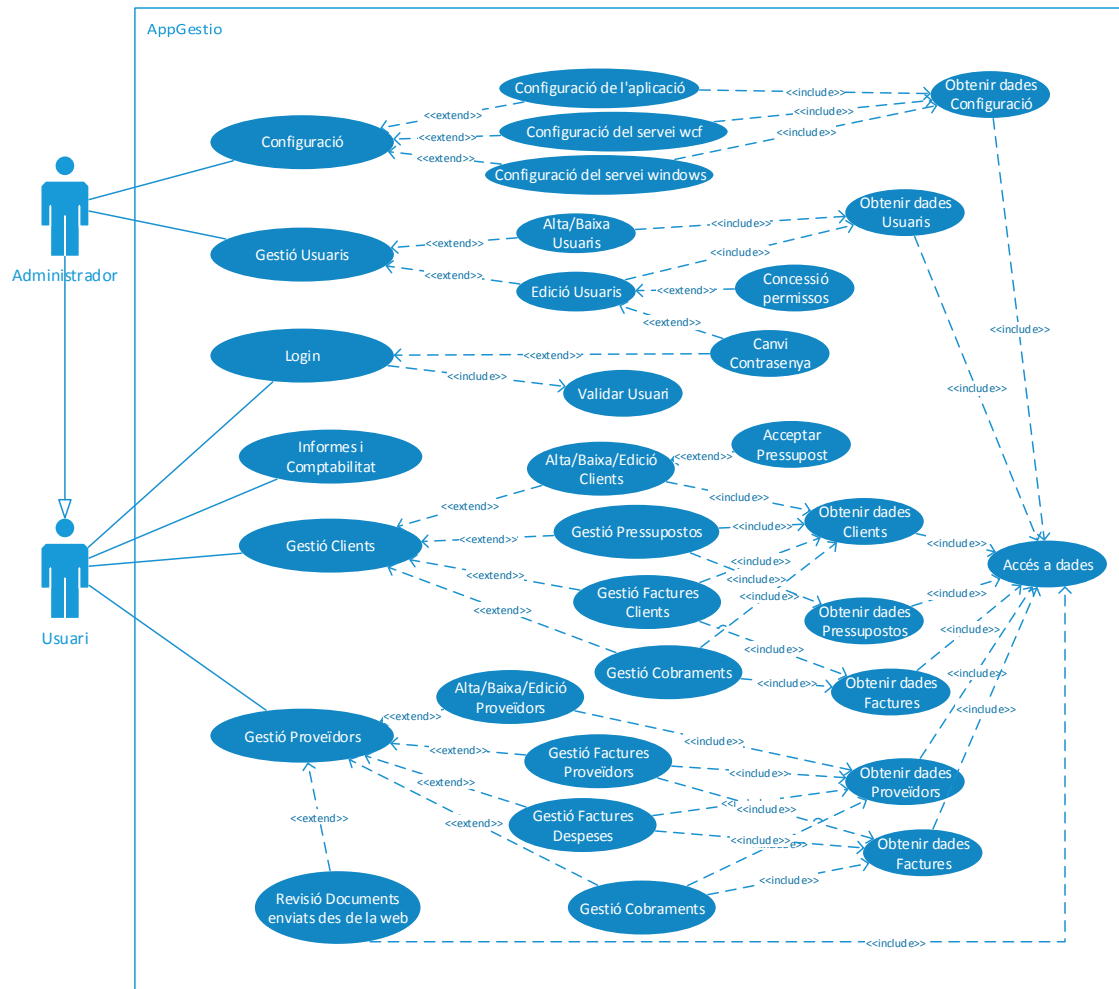 AppGestio
Configuració de l'aplicació
<<include>>
Obtenir dades
Configuració
<<extend>>
Configuració del servei wcf
<<include>>
Configuració
<<extend>>
<<include>>
<<extend>>
Configuració del servei windows
Administrador
Gestió Usuaris
<<extend>>
Alta/Baixa
Usuaris
<<include>>
Obtenir dades
Usuaris
<<extend>>
Edició Usuaris
<<include>>
<<extend>>
Concessió
permissos
<<extend>>
<<include>>
Login
<<extend>>
Canvi
Contrasenya
<<include>>
Validar Usuari
<<include>>
Informes i
Comptabilitat
Alta/Baixa/Edició
Clients
<<extend>>
Acceptar
Pressupost
<<extend>>
<<include>>
Gestió Clients
<<extend>>
Gestió Pressupostos
<<include>>
Obtenir dades
Clients
<<include>>
Accés a dades
<<include>>
<<extend>>
Gestió Factures
Clients
<<include>>
<<include>>
Obtenir dades
Pressupostos
<<extend>>
<<include>>
<<include>>
Usuari
Gestió Cobraments
<<include>>
<<include>>
Obtenir dades
Factures
<<include>>
Alta/Baixa/Edició
Proveïdors
<<extend>>
<<include>>
Gestió Proveïdors
<<extend>>
Gestió Factures
Proveïdors
<<include>>
<<include>>
Obtenir dades
Proveïdors
<<extend>>
<<include>>
Gestió Factures
Despeses
<<extend>>
<<extend>>
<<include>>
<<include>>
Obtenir dades
Factures
<<include>>
Revisió Documents
enviats des de la web
Gestió Cobraments
<<include>>
<<include>>